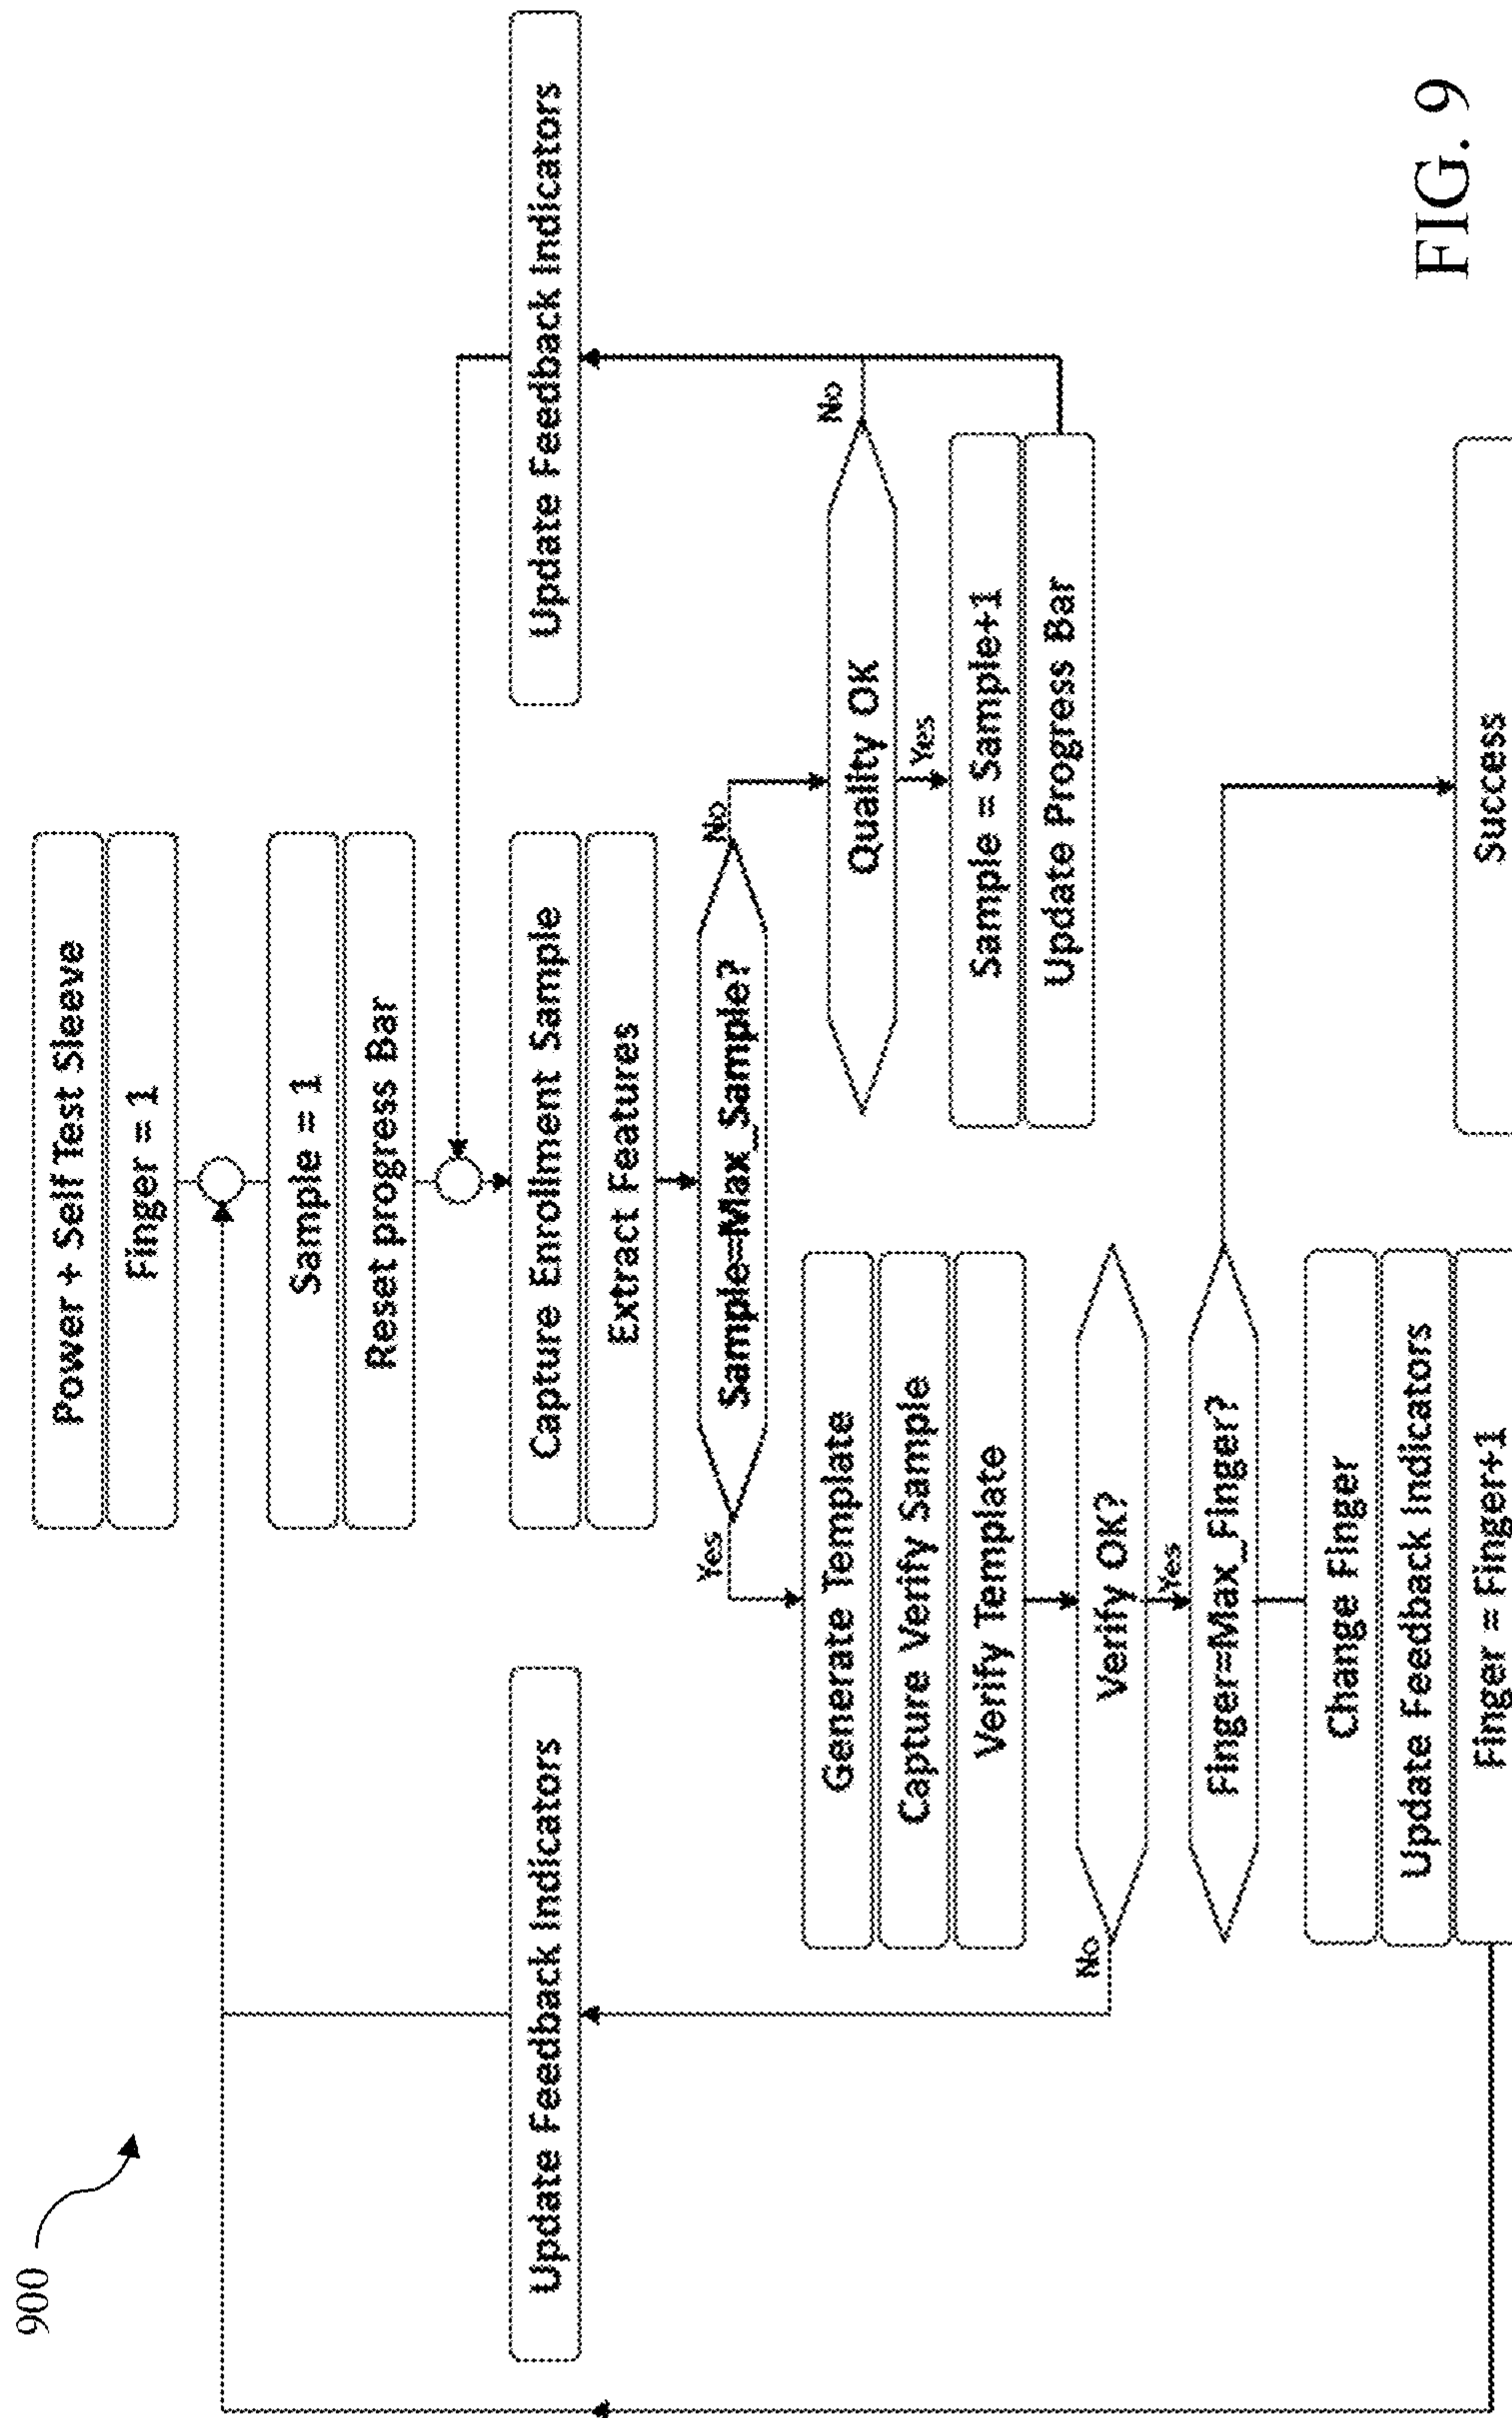 900
Power + Self Test Sleeve
Finger = 1
Sample = 1
Reset progress Bar
Update Feedback Indicators
Capture Enrollment Sample
Update Feedback Indicators
Extract Features
Yes
Sample=Max_Sample?
No
Generate Template
Capture Verify Sample
Verify Template
No
Quality OK
Yes
Sample = Sample+1
Update Progress Bar
No
Verify OK?
Yes
Finger=Max_Finger?
Change Finger
Update Feedback Indicators
Finger = Finger+1
Success
FIG. 9